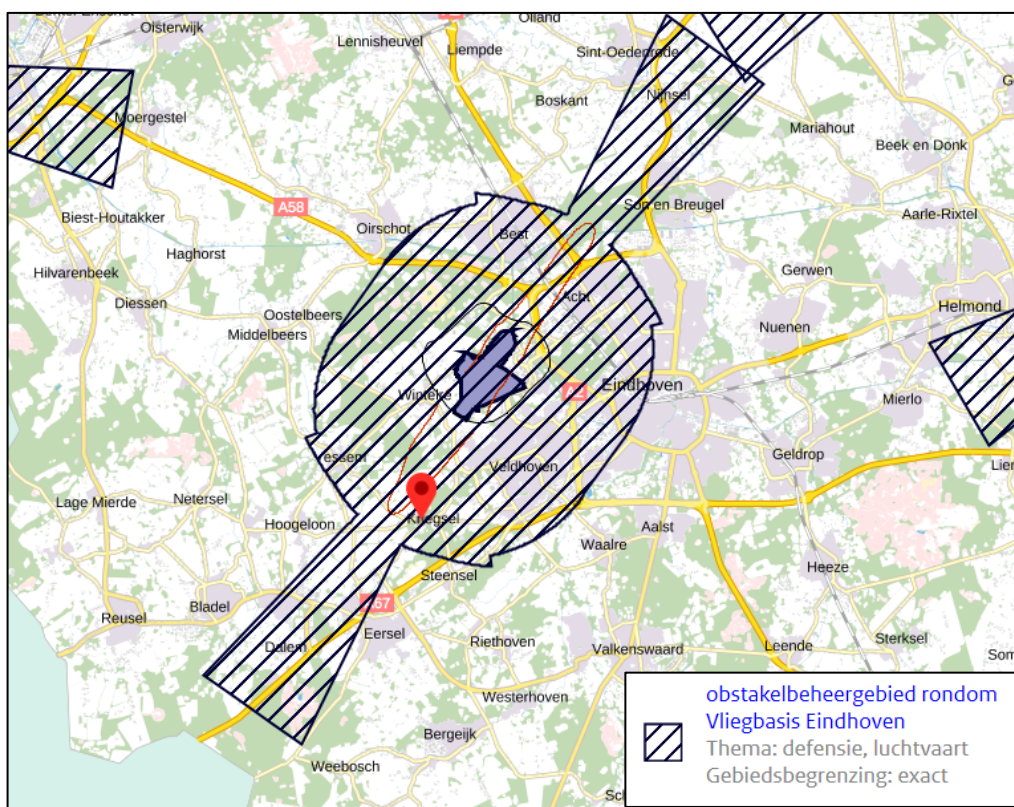 Oisterwijk
Olland
Lennisheuvel
Liempde
Sint-Oedenrode
Nijnsel
Boskant
Moergestel
Mariahout
Beek en Donk
A58
Biest-Houtakker
Oirschot
Best
Son en Breugel
Aarle-Rixtel
Haghorst
Hilvarenbeek
Gerwen
Diessen
Acht
Helmond
Oostelbeers
Middelbeers
Nuenen
Eindhoven
A2
Mierlo
essem
Veldhoven
Geldrop
Lage Mierde
Netersel
Hoogeloon
Knegsel
Aalst
Waalre
Heeze
Steensel
Bladel
Reusel
A67
Eersel
Riethoven
Dalem
Valkenswaard
Leende
Sterksel
Westerhoven
Bergeijk
Weebosch
obstakelbeheergebied rondom
Vliegbasis Eindhoven
Thema: defensie, luchtvaart
Gebiedsbegrenzing: exact